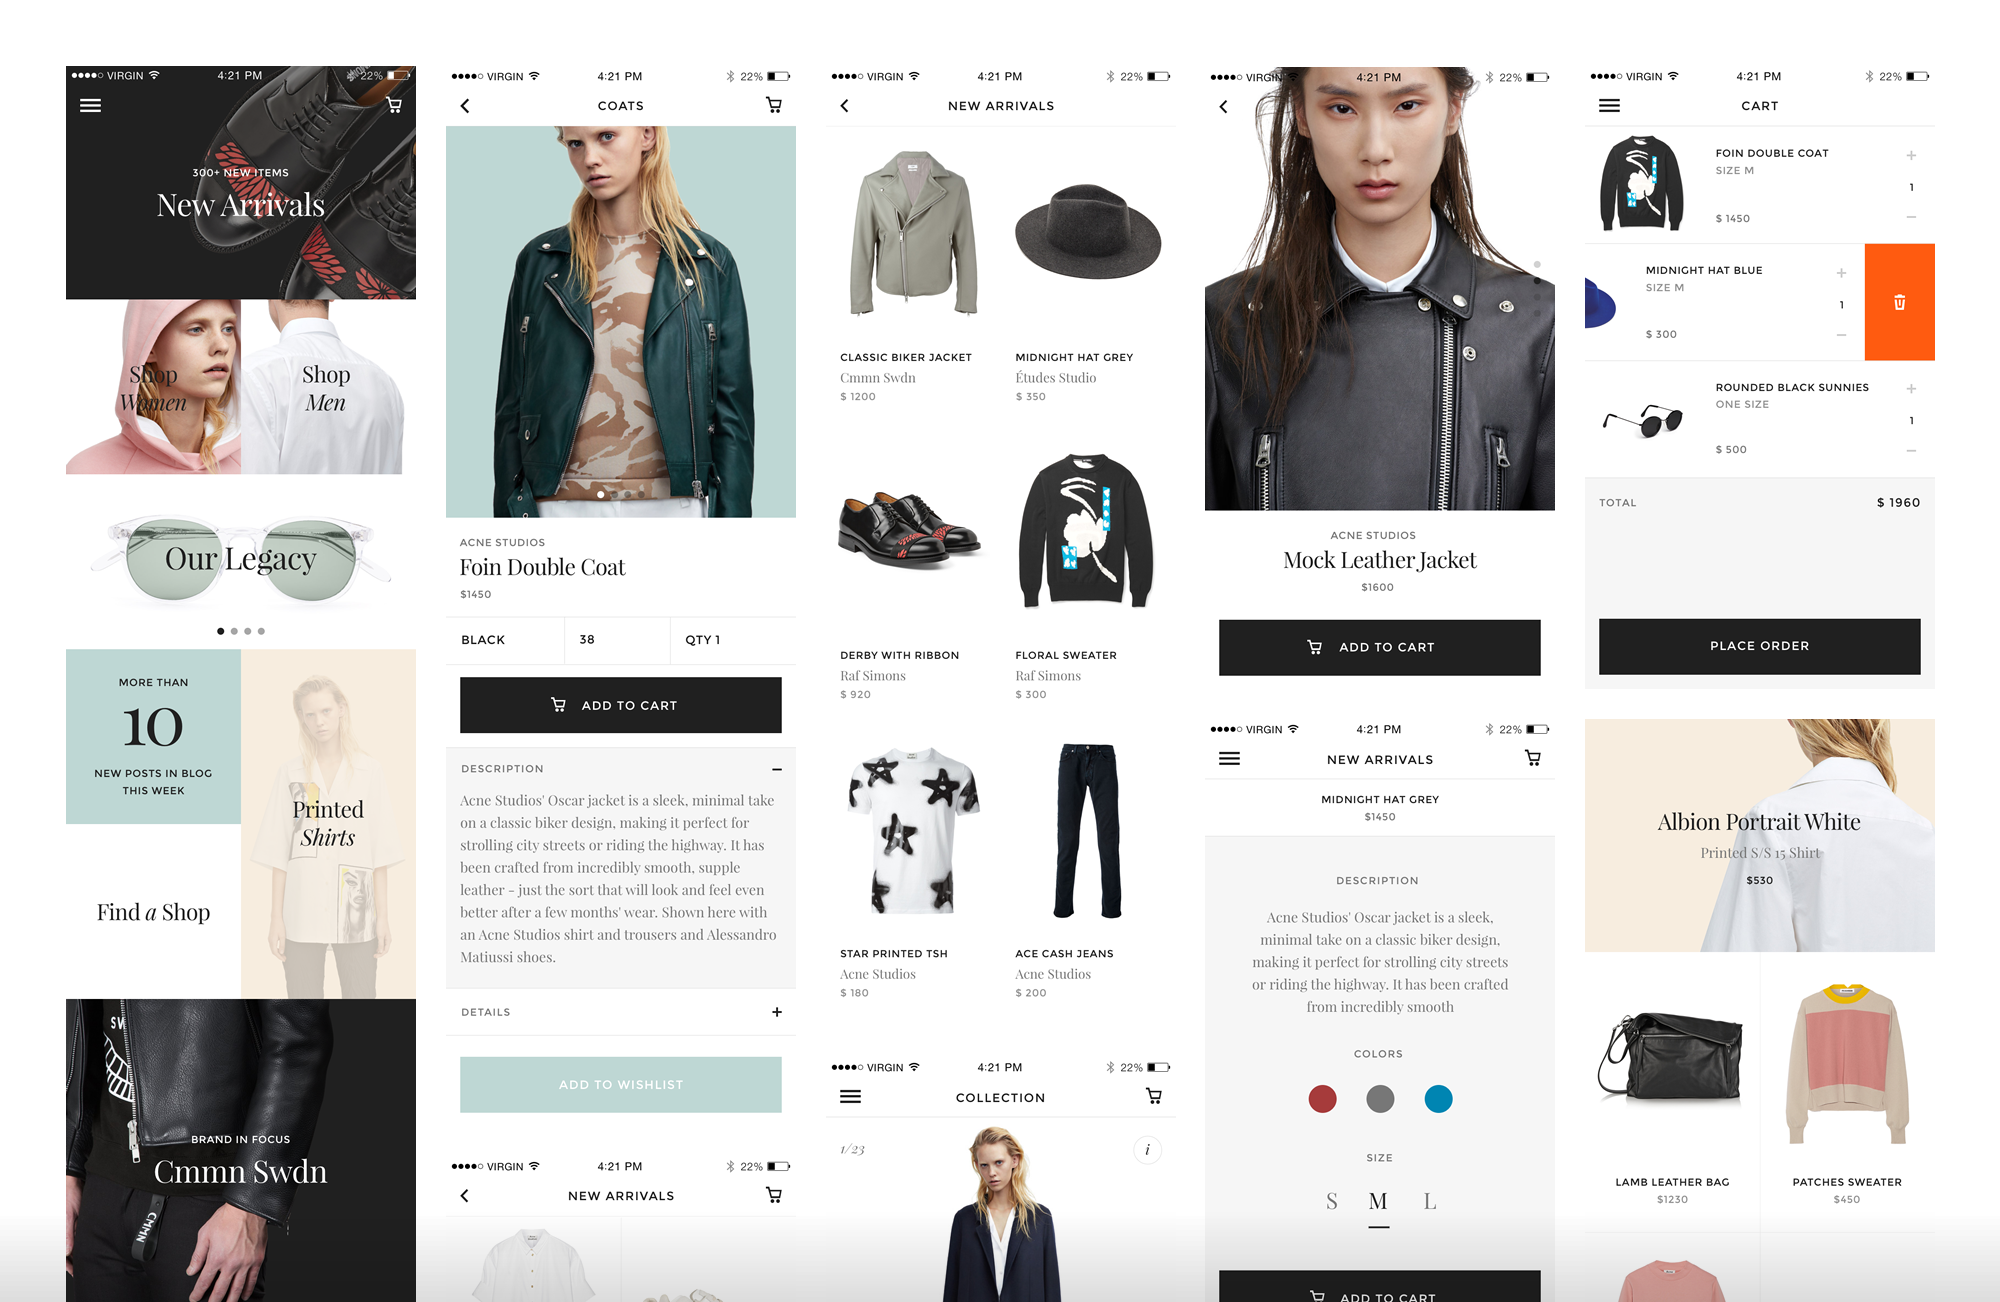 VIRGIN 4:21 PM 22%
300+ NEW ITEMS
New Arrivals
Shop
Women
Shop
Men
Our Legacy
MORE THAN
10
NEW POSTS IN BLOG
THIS WEEK
Printed
Shirts
Find a Shop
SV
BRAND IN FOCUS
Cmmn Swdn
CMMN
VIRGIN 4:21 PM 22%
COATS
ACNE STUDIOS
Foin Double Coat
$1450
BLACK 38 QTY 1
ADD TO CART
DESCRIPTION
Acne Studios' Oscar jacket is a sleek, minimal take
on a classic biker design, making it perfect for
strolling city streets or riding the highway. It has
been crafted from incredibly smooth, supple
leather - just the sort that will look and feel even
better after a few months' wear. Shown here with
an Acne Studios shirt and trousers and Alessandro
Matiussi shoes.
DETAILS
ADD TO WISHLIST
VIRGIN 4:21 PM 22%
NEW ARRIVALS
VIRGIN 4:21 PM 22%
NEW ARRIVALS
CLASSIC BIKER JACKET
Cmmn Swdn
$ 1200
MIDNIGHT HAT GREY
Études Studio
$ 350
DERBY WITH RIBBON
Raf Simons
$ 920
FLORAL SWEATER
Raf Simons
$ 300
STAR PRINTED TSH
Acne Studios
$ 180
ACE CASH JEANS
Acne Studios
$ 200
VIRGIN 4:21 PM 22%
COLLECTION
1/23
i
VIRGIN 4:21 PM 22%
ACNE STUDIOS
Mock Leather Jacket
$1600
ADD TO CART
VIRGIN 4:21 PM 22%
NEW ARRIVALS
MIDNIGHT HAT GREY
$1450
DESCRIPTION
Acne Studios' Oscar jacket is a sleek,
minimal take on a classic biker design,
making it perfect for strolling city streets
or riding the highway. It has been crafted
from incredibly smooth
COLORS
SIZE
S M L
ADD TO CART
VIRGIN 4:21 PM 22%
CART
FOIN DOUBLE COAT
SIZE M
1
$ 1450
MIDNIGHT HAT BLUE
SIZE M
1
$ 300
ROUNDED BLACK SUNNIES
ONE SIZE
1
$ 500
TOTAL $ 1960
PLACE ORDER
Albion Portrait White
Printed S/S 15 Shirt
$530
LAMB LEATHER BAG
$1230
PATCHES SWEATER
$450